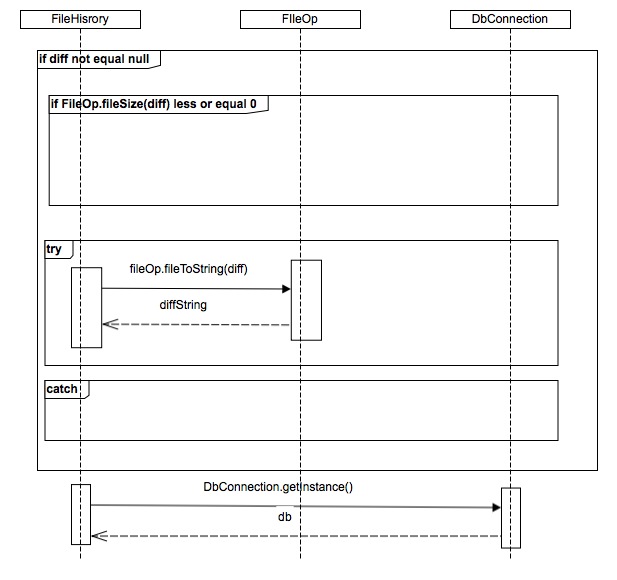 FileHisrory
FIleOp
DbConnection
if diff not equal null
if FileOp.fileSize(diff) less or equal 0
try
fileOp.fileToString(diff)
diffString
catch
DbConnection.getInstance()
db